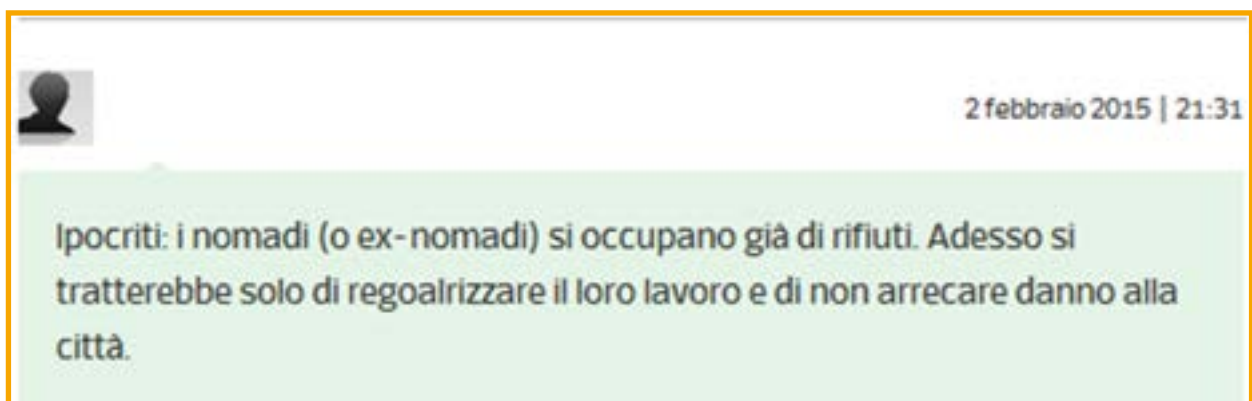 2 febbraio 2015 | 21:31
Ipocriti: i nomadi (o ex-nomadi) si occupano già di rifiuti. Adesso si
tratterebbe solo di regoalrizzare il loro lavoro e di non arrecare danno alla
città.